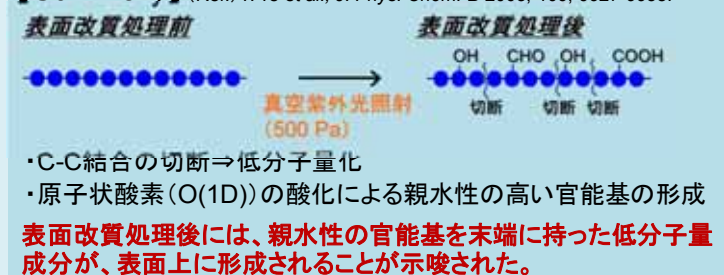 表面改質処理前
表面改質処理後
OH CHO OH COOH
真空紫外光照射
(500 Pa)
切断 切断 切断
・C-C結合の切断⇒低分子量化
・原子状酸素(O(1D))の酸化による親水性の高い官能基の形成
表面改質処理後には、親水性の官能基を末端に持った低分子量
成分が、表面上に形成されることが示唆された。